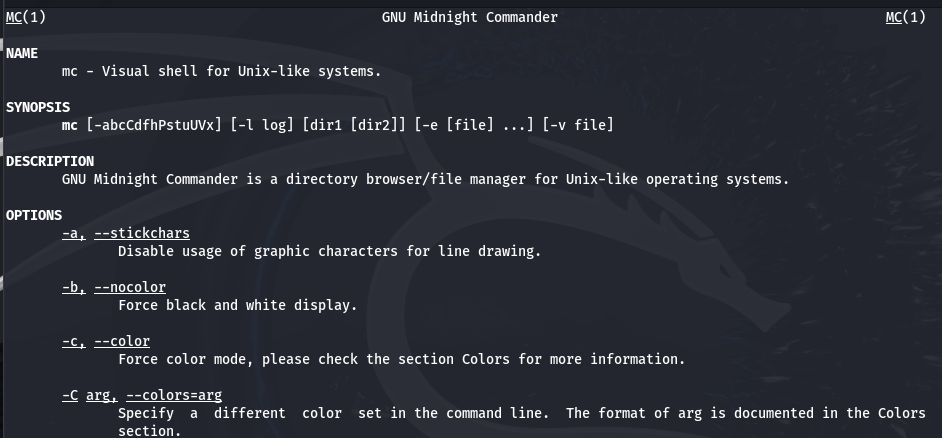 MC(1) GNU Midnight Commander MC(1)
NAME
mc - Visual shell for Unix-like systems.
SYNOPSIS
mc [-abcCdfhPstuUVx] [-l log] [dir1 [dir2]] [-e [file] ...] [-v file]
DESCRIPTION
GNU Midnight Commander is a directory browser/file manager for Unix-like operating systems.
OPTIONS
-a, --stickchars
Disable usage of graphic characters for line drawing.
-b, --nocolor
Force black and white display.
-c, --color
Force color mode, please check the section Colors for more information.
-C arg, --colors=arg
Specify a different color set in the command line. The format of arg is documented in the Colors
section.